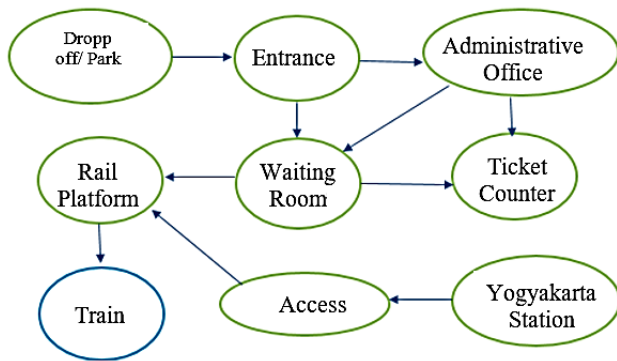 Dropp
off/ Park
Entrance
Administrative
Office
Rail
Platform
Waiting
Room
Ticket
Counter
Train
Access
Yogyakarta
Station